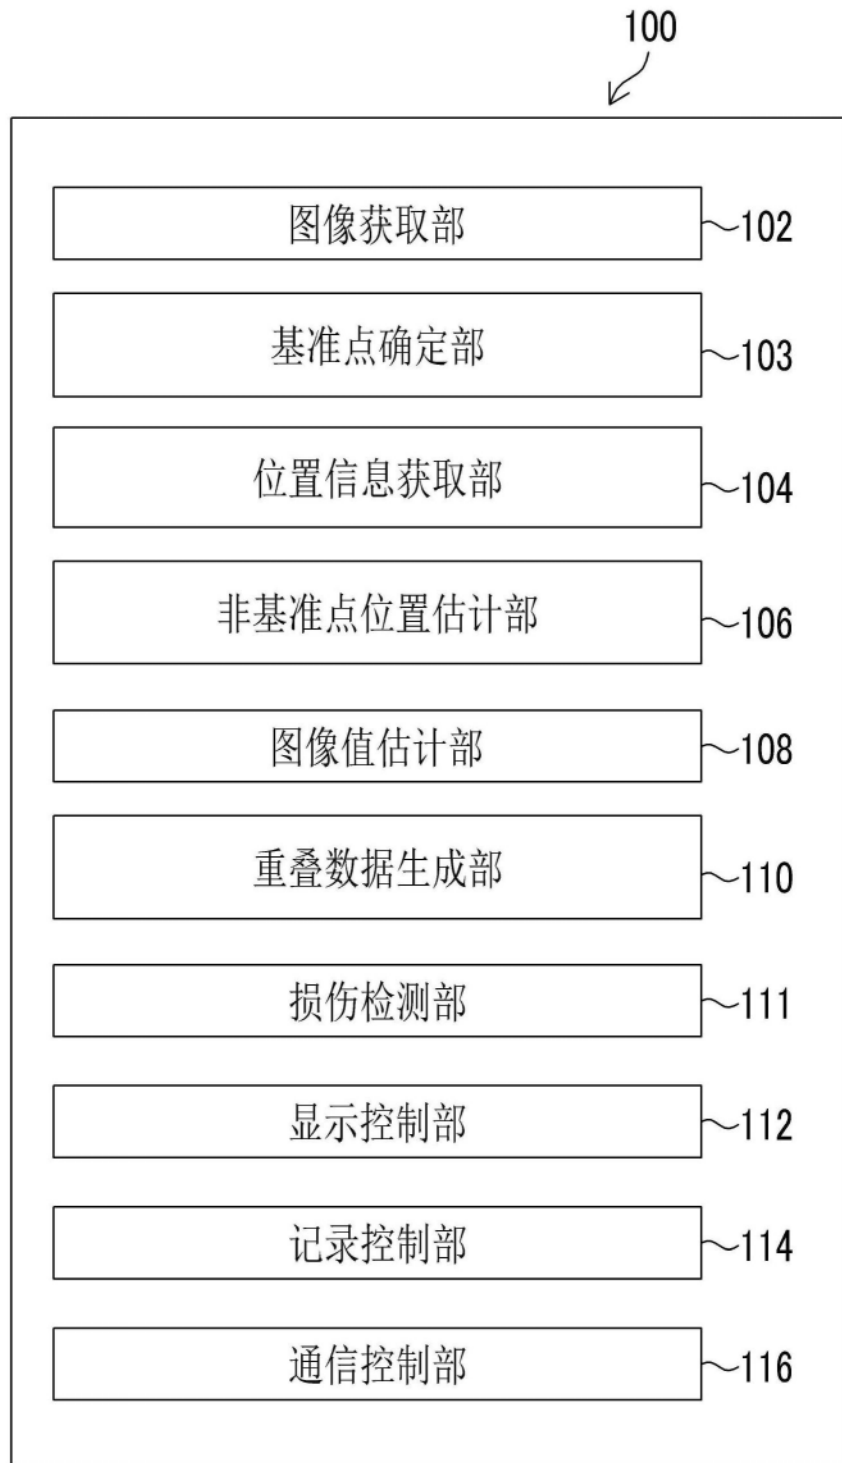 100
图像获取部 102
基准点确定部 103
位置信息获取部 104
非基准点位置估计部 106
图像值估计部 108
重叠数据生成部 110
损伤检测部 111
显示控制部 112
记录控制部 114
通信控制部 116